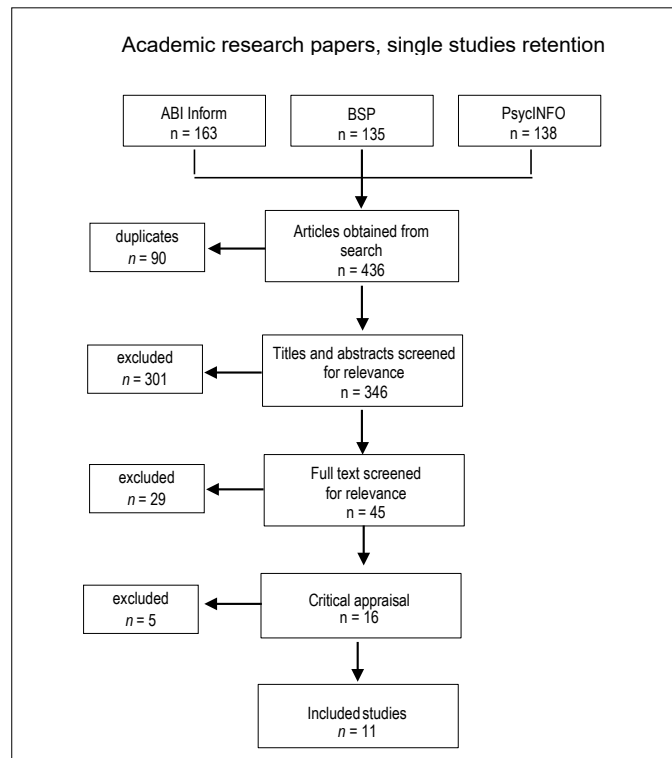 Academic research papers, single studies retention
ABI Inform
n = 163
BSP
n = 135
PsycINFO
n = 138
duplicates
n = 90
Articles obtained from
search
n = 436
excluded
n = 301
Titles and abstracts screened
for relevance
n = 346
excluded
n = 29
Full text screened
for relevance
n = 45
excluded
n = 5
Critical appraisal
n = 16
Included studies
n = 11